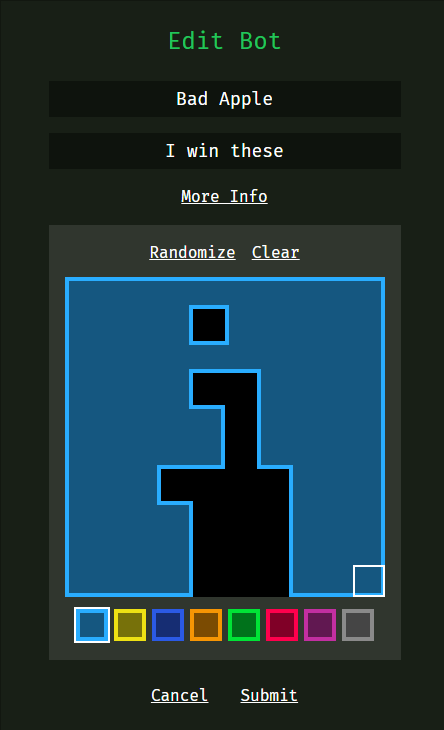 Edit Bot
Bad Apple
I win these
More Info
Randomize Clear
Cancel Submit